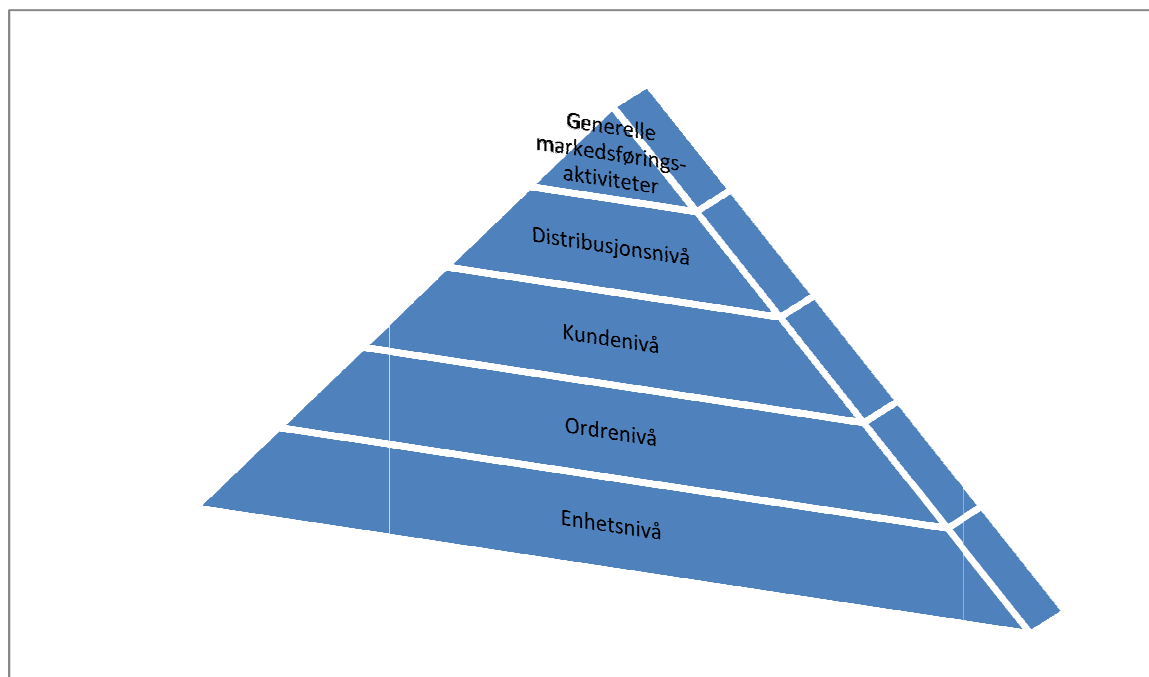 Generelle
markedsførings-
aktiviteter
Distribusjonsnivå
Kundenivå
Ordrenivå
Enhetsnivå